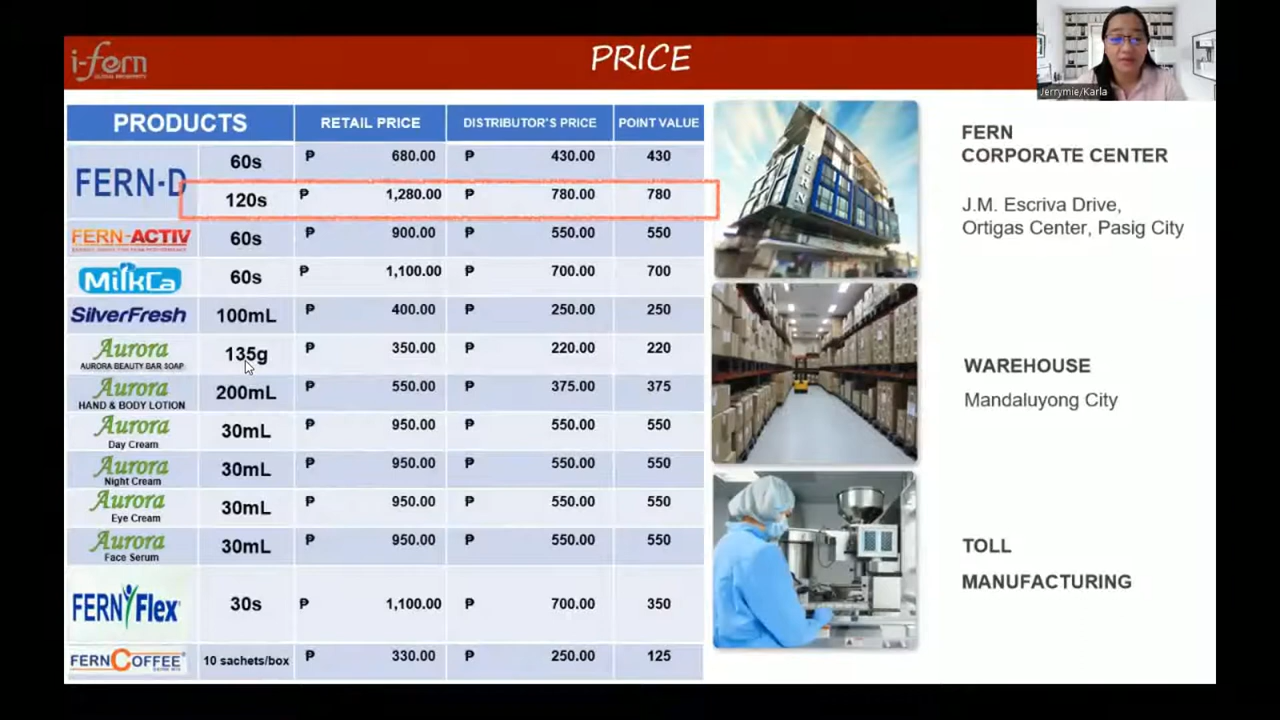 i-fern
GLOBAL PROSPERITY
PRICE
Jerrymie/Karla
PRODUCTS RETAIL PRICE DISTRIBUTOR'S PRICE POINT VALUE
FERN-D 60s ₱ 680.00 ₱ 430.00 430
120s ₱ 1,280.00 ₱ 780.00 780
FERN-ACTIV 60s ₱ 900.00 ₱ 550.00 550
MilkCa 60s ₱ 1,100.00 ₱ 700.00 700
SilverFresh 100mL ₱ 400.00 ₱ 250.00 250
Aurora 135g ₱ 350.00 ₱ 220.00 220
AURORA BEAUTY BAR SOAP
Aurora 200mL ₱ 550.00 ₱ 375.00 375
HAND & BODY LOTION
Aurora 30mL ₱ 950.00 ₱ 550.00 550
Day Cream
Aurora 30mL ₱ 950.00 ₱ 550.00 550
Night Cream
Aurora 30mL ₱ 950.00 ₱ 550.00 550
Eye Cream
Aurora 30mL ₱ 950.00 ₱ 550.00 550
Face Serum
FERN Flex 30s ₱ 1,100.00 ₱ 700.00 350
FERNCOFFEE 10 sachets/box ₱ 330.00 ₱ 250.00 125
FERN
FERN
CORPORATE CENTER
J.M. Escriva Drive,
Ortigas Center, Pasig City
WAREHOUSE
Mandaluyong City
TOLL
MANUFACTURING